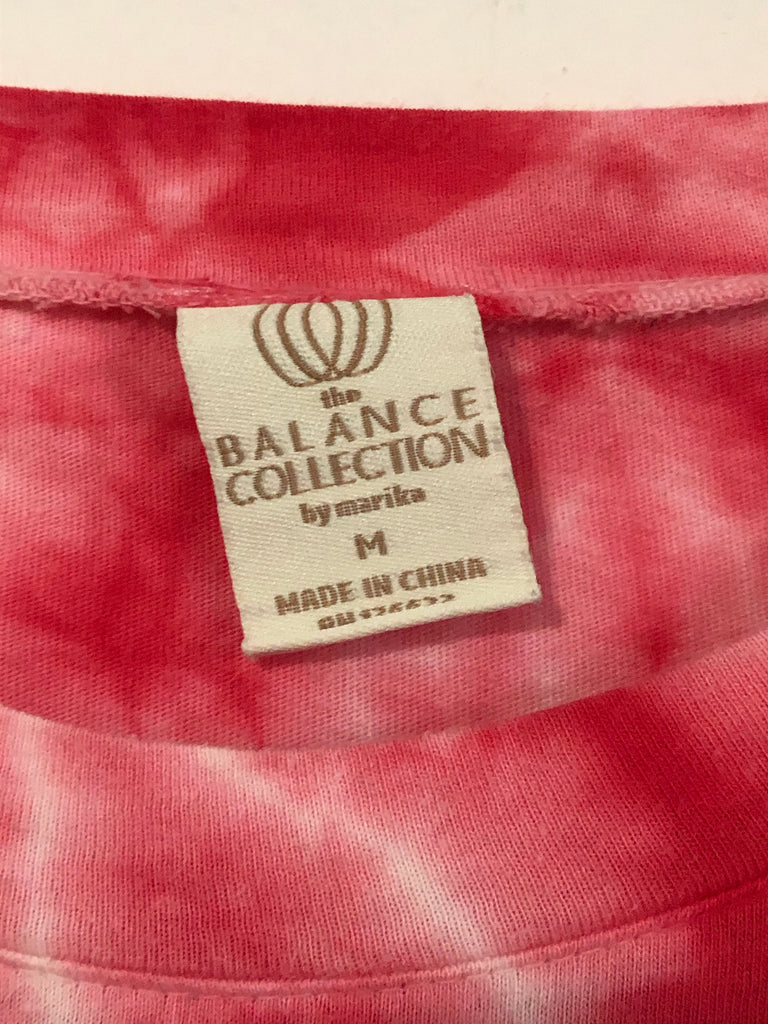 the
BALANCE
COLLECTION
by marika
M
MADE IN CHINA